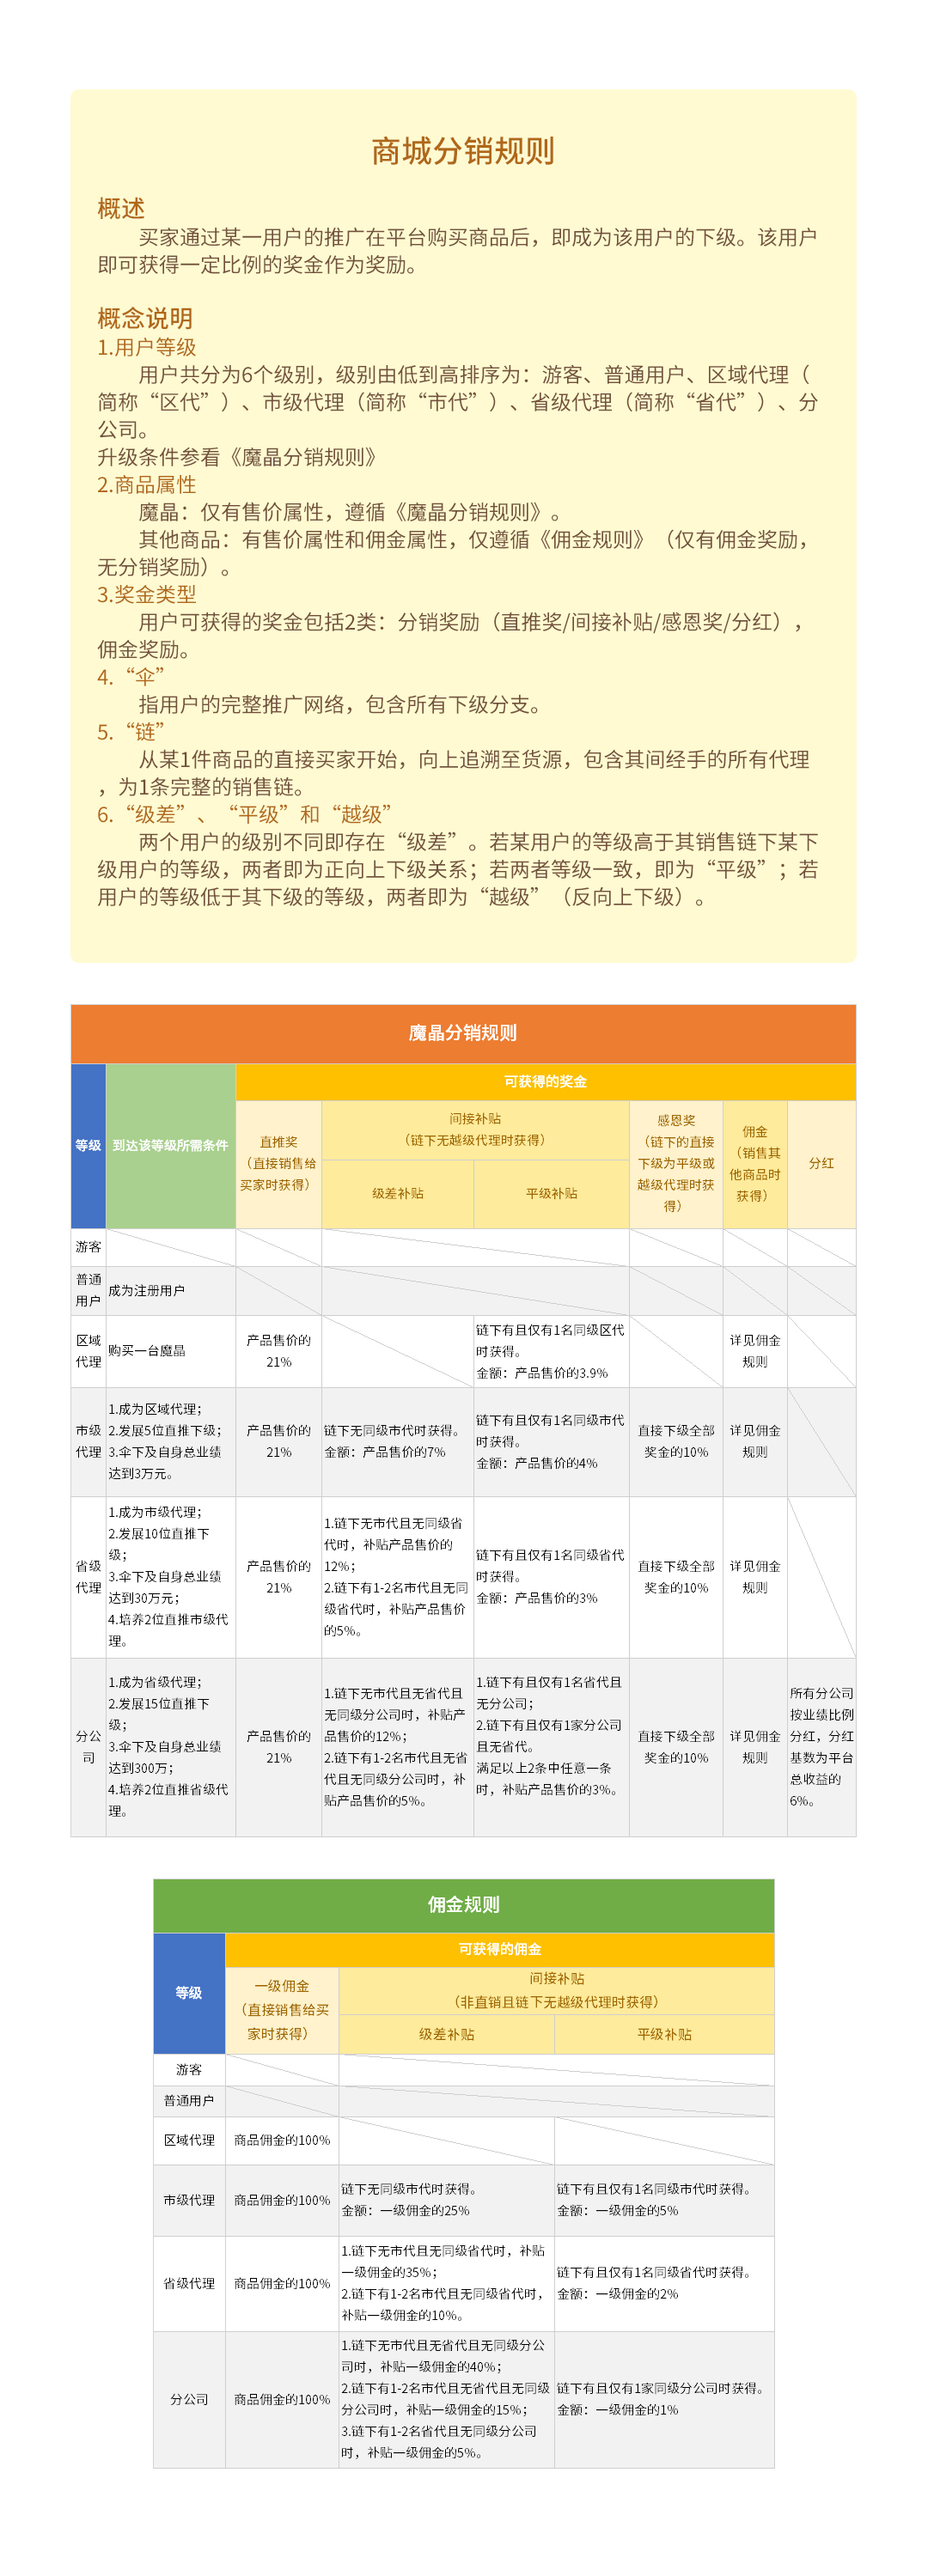 商城分销规则
概述
买家通过某一用户的推广在平台购买商品后，即成为该用户的下级。该用户
即可获得一定比例的奖金作为奖励。
概念说明
1.用户等级
用户共分为6个级别，级别由低到高排序为：游客、普通用户、区域代理（
简称“区代”）、市级代理（简称“市代”）、省级代理（简称“省代”）、分
公司。
升级条件参看《魔晶分销规则》
2.商品属性
魔晶：仅有售价属性，遵循《魔晶分销规则》。
其他商品：有售价属性和佣金属性，仅遵循《佣金规则》（仅有佣金奖励，
无分销奖励）。
3.奖金类型
用户可获得的奖金包括2类：分销奖励（直推奖/间接补贴/感恩奖/分红），
佣金奖励。
4.“伞”
指用户的完整推广网络，包含所有下级分支。
5.“链”
从某1件商品的直接买家开始，向上追溯至货源，包含其间经手的所有代理
，为1条完整的销售链。
6.“级差”、“平级”和“越级”
两个用户的级别不同即存在“级差”。若某用户的等级高于其销售链下某下
级用户的等级，两者即为正向上下级关系；若两者等级一致，即为“平级”；若
用户的等级低于其下级的等级，两者即为“越级”（反向上下级）。
魔晶分销规则
等级
到达该等级所需条件
可获得的奖金
直推奖
（直接销售给
买家时获得）
间接补贴
（链下无越级代理时获得）
级差补贴
平级补贴
感恩奖
（链下的直接
下级为平级或
越级代理时获
得）
佣金
（销售其
他商品时
获得）
分红
游客
普通
用户
成为注册用户
区域
代理
购买一台魔晶
产品售价的
21%
链下有且仅有1名同级区代
时获得。
金额：产品售价的3.9%
详见佣金
规则
市级
代理
1.成为区域代理；
2.发展5位直推下级；
3.伞下及自身总业绩
达到3万元。
产品售价的
21%
链下无同级市代时获得。
金额：产品售价的7%
链下有且仅有1名同级市代
时获得。
金额：产品售价的4%
直接下级全部
奖金的10%
详见佣金
规则
省级
代理
1.成为市级代理；
2.发展10位直推下
级；
3.伞下及自身总业绩
达到30万元；
4.培养2位直推市级代
理。
产品售价的
21%
1.链下无市代且无同级省
代时，补贴产品售价的
12%；
2.链下有1-2名市代且无同
级省代时，补贴产品售价
的5%。
链下有且仅有1名同级省代
时获得。
金额：产品售价的3%
直接下级全部
奖金的10%
详见佣金
规则
分公
司
1.成为省级代理；
2.发展15位直推下
级；
3.伞下及自身总业绩
达到300万；
4.培养2位直推省级代
理。
产品售价的
21%
1.链下无市代且无省代且
无同级分公司时，补贴产
品售价的12%；
2.链下有1-2名市代且无省
代且无同级分公司时，补
贴产品售价的5%。
1.链下有且仅有1名省代且
无分公司；
2.链下有且仅有1家分公司
且无省代。
满足以上2条中任意一条
时，补贴产品售价的3%。
直接下级全部
奖金的10%
详见佣金
规则
所有分公司
按业绩比例
分红，分红
基数为平台
总收益的
6%。
佣金规则
等级
可获得的佣金
一级佣金
（直接销售给买
家时获得）
间接补贴
（非直销且链下无越级代理时获得）
级差补贴
平级补贴
游客
普通用户
区域代理
商品佣金的100%
市级代理
商品佣金的100%
链下无同级市代时获得。
金额：一级佣金的25%
链下有且仅有1名同级市代时获得。
金额：一级佣金的5%
省级代理
商品佣金的100%
1.链下无市代且无同级省代时，补贴
一级佣金的35%；
2.链下有1-2名市代且无同级省代时，
补贴一级佣金的10%。
链下有且仅有1名同级省代时获得。
金额：一级佣金的2%
分公司
商品佣金的100%
1.链下无市代且无省代且无同级分公
司时，补贴一级佣金的40%；
2.链下有1-2名市代且无省代且无同级
分公司时，补贴一级佣金的15%；
3.链下有1-2名省代且无同级分公司
时，补贴一级佣金的5%。
链下有且仅有1家同级分公司时获得。
金额：一级佣金的1%